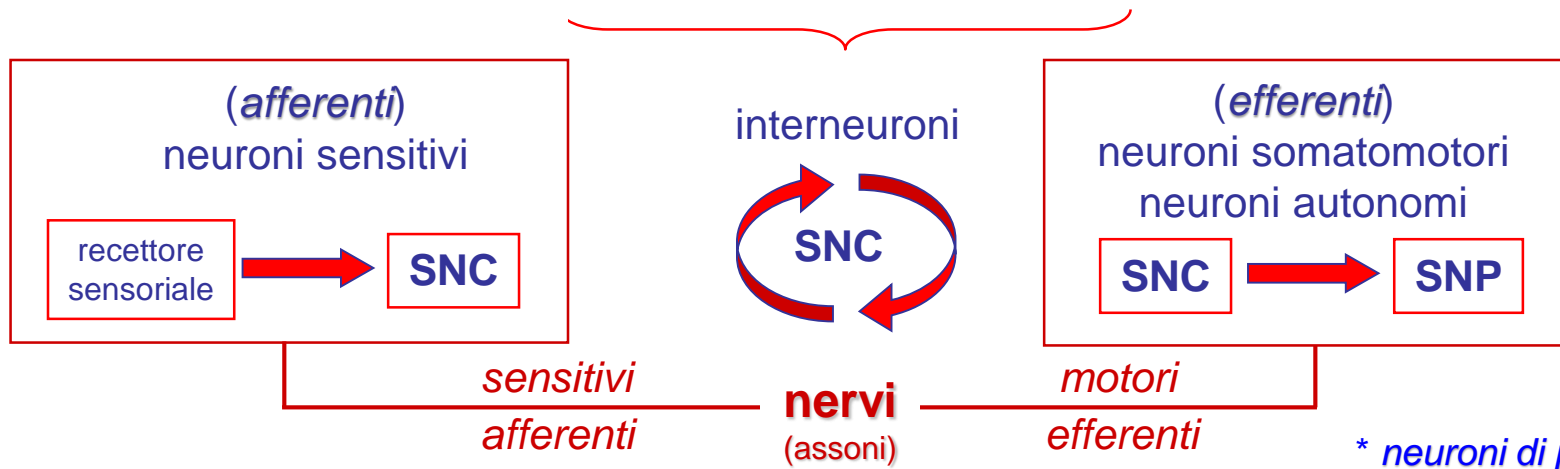 (afferenti)
neuroni sensitivi
recettore
sensoriale
SNC
interneuroni
SNC
(efferenti)
neuroni somatomotori
neuroni autonomi
SNC
SNP
sensitivi
afferenti
nervi
(assoni)
motori
efferenti
* neuroni di